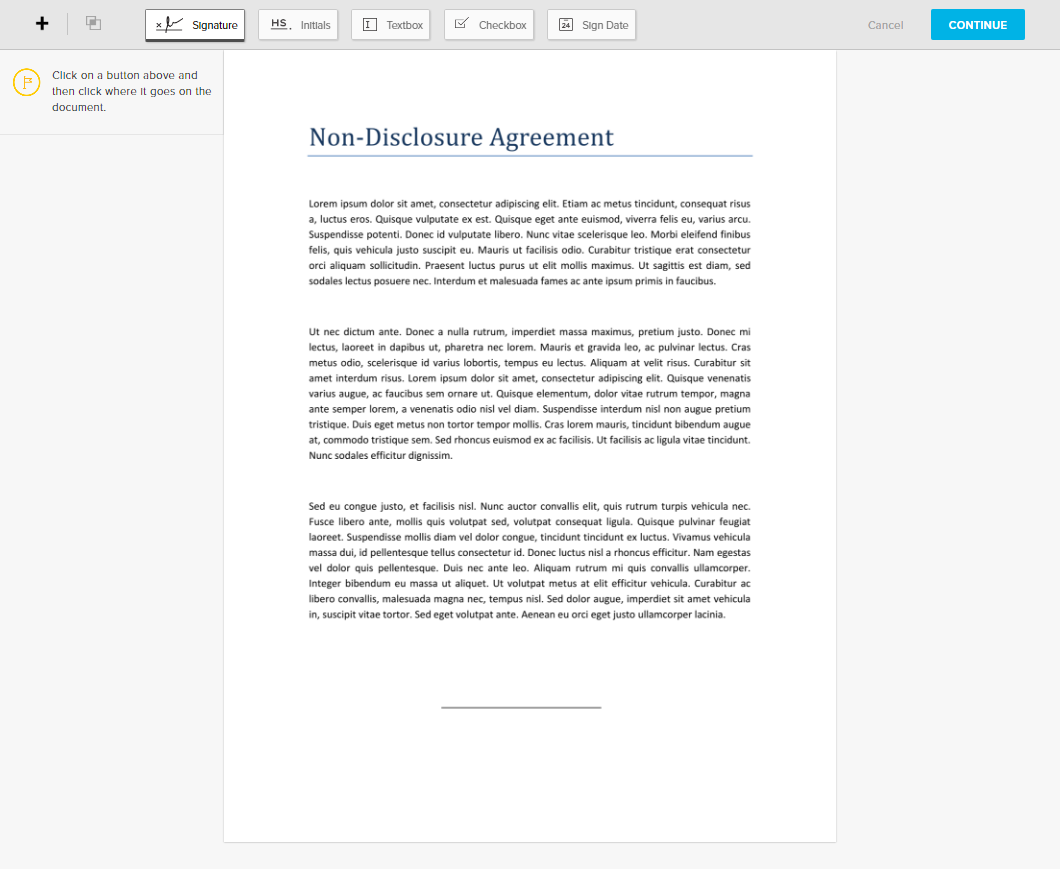 Signature
HS. Initials
Textbox
Checkbox
24 Sign Date
Cancel
CONTINUE
Click on a button above and
then click where it goes on the
document.
Non-Disclosure Agreement
Lorem ipsum dolor sit amet, consectetur adipiscing elit. Etiam ac metus tincidunt, consequat risus
a, luctus eros. Quisque vulputate ex est. Quisque eget ante euismod, viverra felis eu, varius arcu.
Suspendisse potenti. Donec id vulputate libero. Nunc vitae scelerisque leo. Morbi eleifend finibus
felis, quis vehicula justo suscipit eu. Mauris ut facilisis odio. Curabitur tristique erat consectetur
orci aliquam sollicitudin. Praesent luctus purus ut elit mollis maximus. Ut sagittis est diam, sed
sodales lectus posuere nec. Interdum et malesuada fames ac ante ipsum primis in faucibus.
Ut nec dictum ante. Donec a nulla rutrum, imperdiet massa maximus, pretium justo. Donec mi
lectus, laoreet in dapibus ut, pharetra nec lorem. Mauris et gravida leo, ac pulvinar lectus. Cras
metus odio, scelerisque id varius lobortis, tempus eu lectus. Aliquam at velit risus. Curabitur sit
amet interdum risus. Lorem ipsum dolor sit amet, consectetur adipiscing elit. Quisque venenatis
varius augue, ac faucibus sem ornare ut. Quisque elementum, dolor vitae rutrum tempor, magna
ante semper lorem, a venenatis odio nisl vel diam. Suspendisse interdum nisl non augue pretium
tristique. Duis eget metus non tortor tempor mollis. Cras lorem mauris, tincidunt bibendum augue
at, commodo tristique sem. Sed rhoncus euismod ex ac facilisis. Ut facilisis ac ligula vitae tincidunt.
Nunc sodales efficitur dignissim.
Sed eu congue justo, et facilisis nisl. Nunc auctor convallis elit, quis rutrum turpis vehicula nec.
Fusce libero ante, mollis quis volutpat sed, volutpat consequat ligula. Quisque pulvinar feugiat
laoreet. Suspendisse mollis diam vel dolor congue, tincidunt tincidunt ex luctus. Vivamus vehicula
massa dui, id pellentesque tellus consectetur id. Donec luctus nisl a rhoncus efficitur. Nam egestas
vel dolor quis pellentesque. Duis nec ante leo. Aliquam rutrum mi quis convallis ullamcorper.
Integer bibendum eu massa ut aliquet. Ut volutpat metus at elit efficitur vehicula. Curabitur ac
libero convallis, malesuada magna nec, tempus nisl. Sed dolor augue, imperdiet sit amet vehicula
in, suscipit vitae tortor. Sed eget volutpat ante. Aenean eu orci eget justo ullamcorper lacinia.